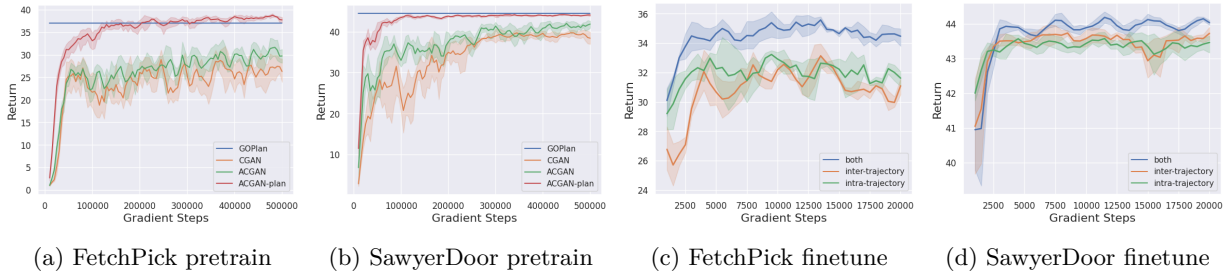 40
35
30
25
20
15
10
5
0
Return
GOPlan
CGAN
ACGAN
ACGAN-plan
0 100000 200000 300000 400000 500000
Gradient Steps
(a) FetchPick pretrain
40
30
20
10
0
Return
GOPlan
CGAN
ACGAN
ACGAN-plan
0 100000 200000 300000 400000 500000
Gradient Steps
(b) SawyerDoor pretrain
36
34
32
30
28
26
24
Return
both
inter-trajectory
intra-trajectory
2500 5000 7500 10000 12500 15000 17500 20000
Gradient Steps
(c) FetchPick finetune
44
43
42
41
40
Return
both
inter-trajectory
intra-trajectory
2500 5000 7500 10000 12500 15000 17500 20000
Gradient Steps
(d) SawyerDoor finetune